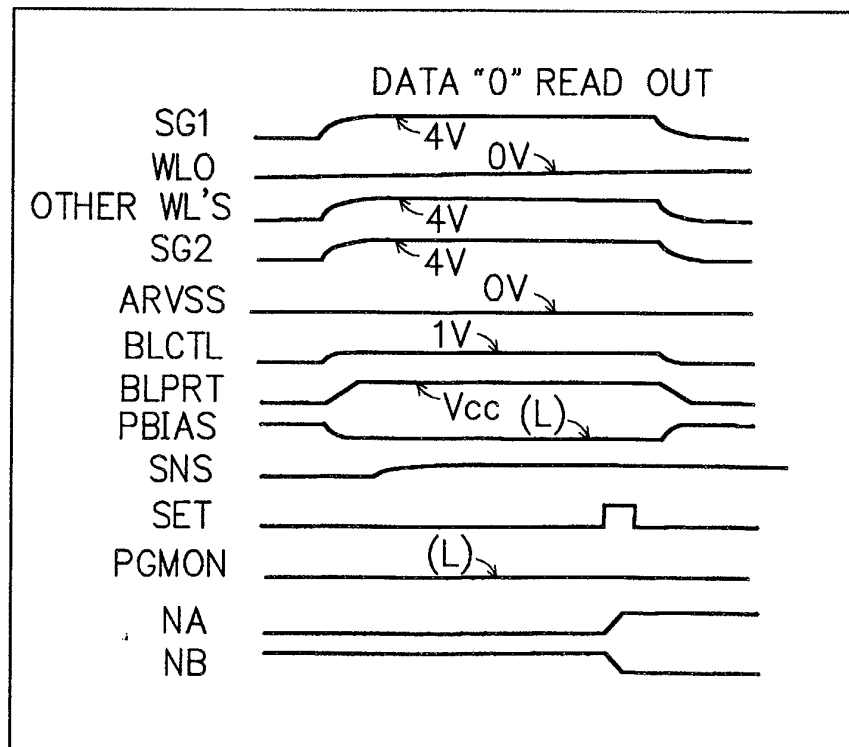 DATA "0" READ OUT
SG1
4V
WL0
0V
OTHER WL'S
4V
SG2
4V
ARVSS
0V
BLCTL
1V
BLPRT
Vcc
PBIAS
(L)
SNS
SET
PGMON
(L)
NA
NB